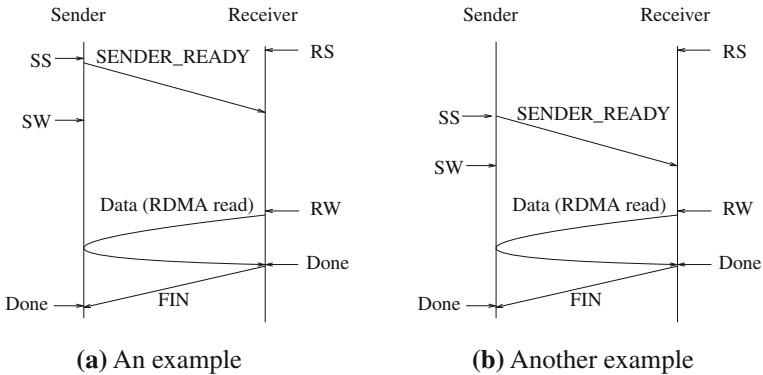 Sender
Receiver
SS
SENDER_READY
RS
SW
Data (RDMA read)
RW
Done
Done
FIN
(a) An example
Sender
Receiver
RS
SS
SENDER_READY
SW
Data (RDMA read)
RW
Done
Done
FIN
(b) Another example